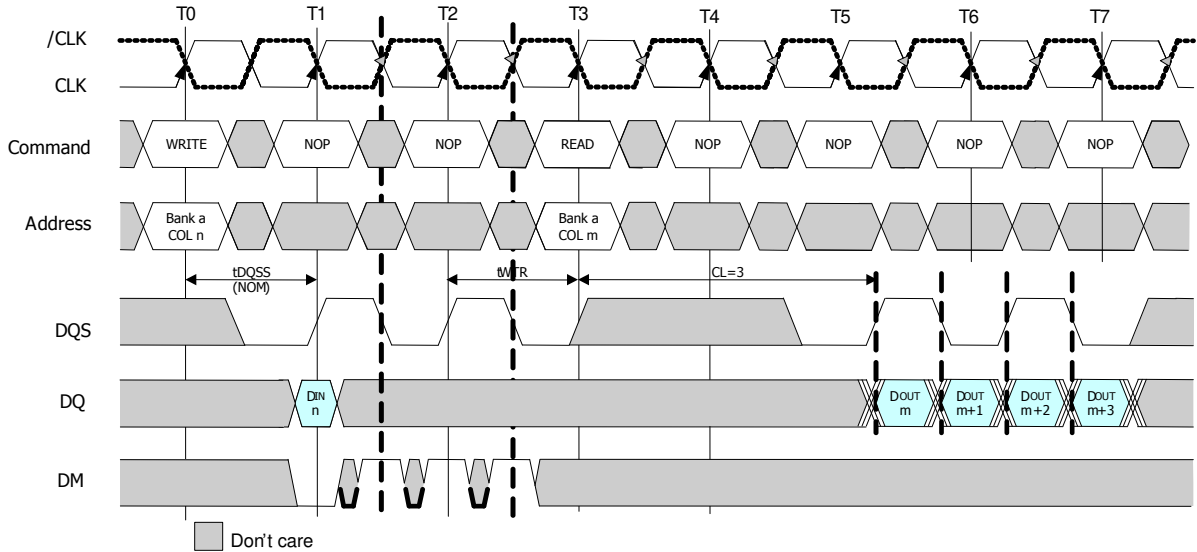 T0 T1 T2 T3 T4 T5 T6 T7
/CLK
CLK
Command WRITE NOP NOP READ NOP NOP NOP NOP
Address Bank a COL n Bank a COL m
tDQSS (NOM) tWTR CL=3
DQS
DQ DIN n DOUT m DOUT m+1 DOUT m+2 DOUT m+3
DM
Don't care